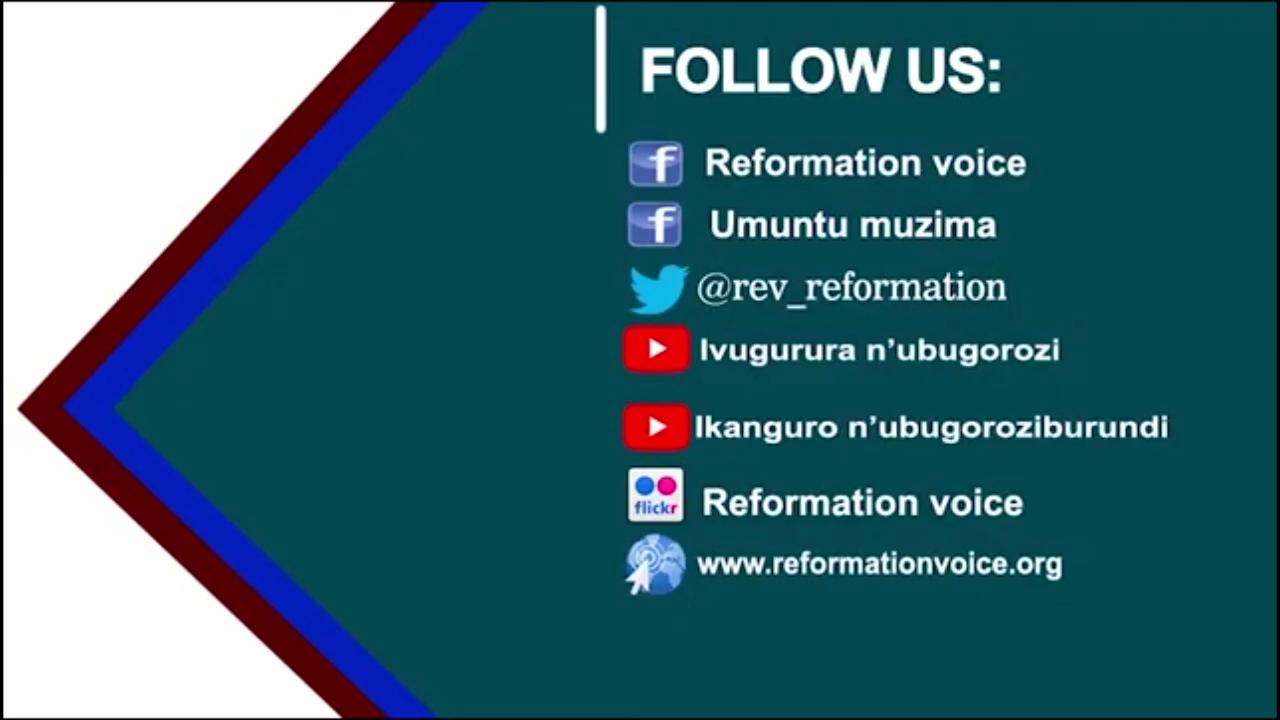 FOLLOW US:
f Reformation voice
f Umuntu muzima
@rev_reformation
Ivugurura n’ubugorozi
Ikanguro n’ubugoroziburundi
flickr Reformation voice
www.reformationvoice.org